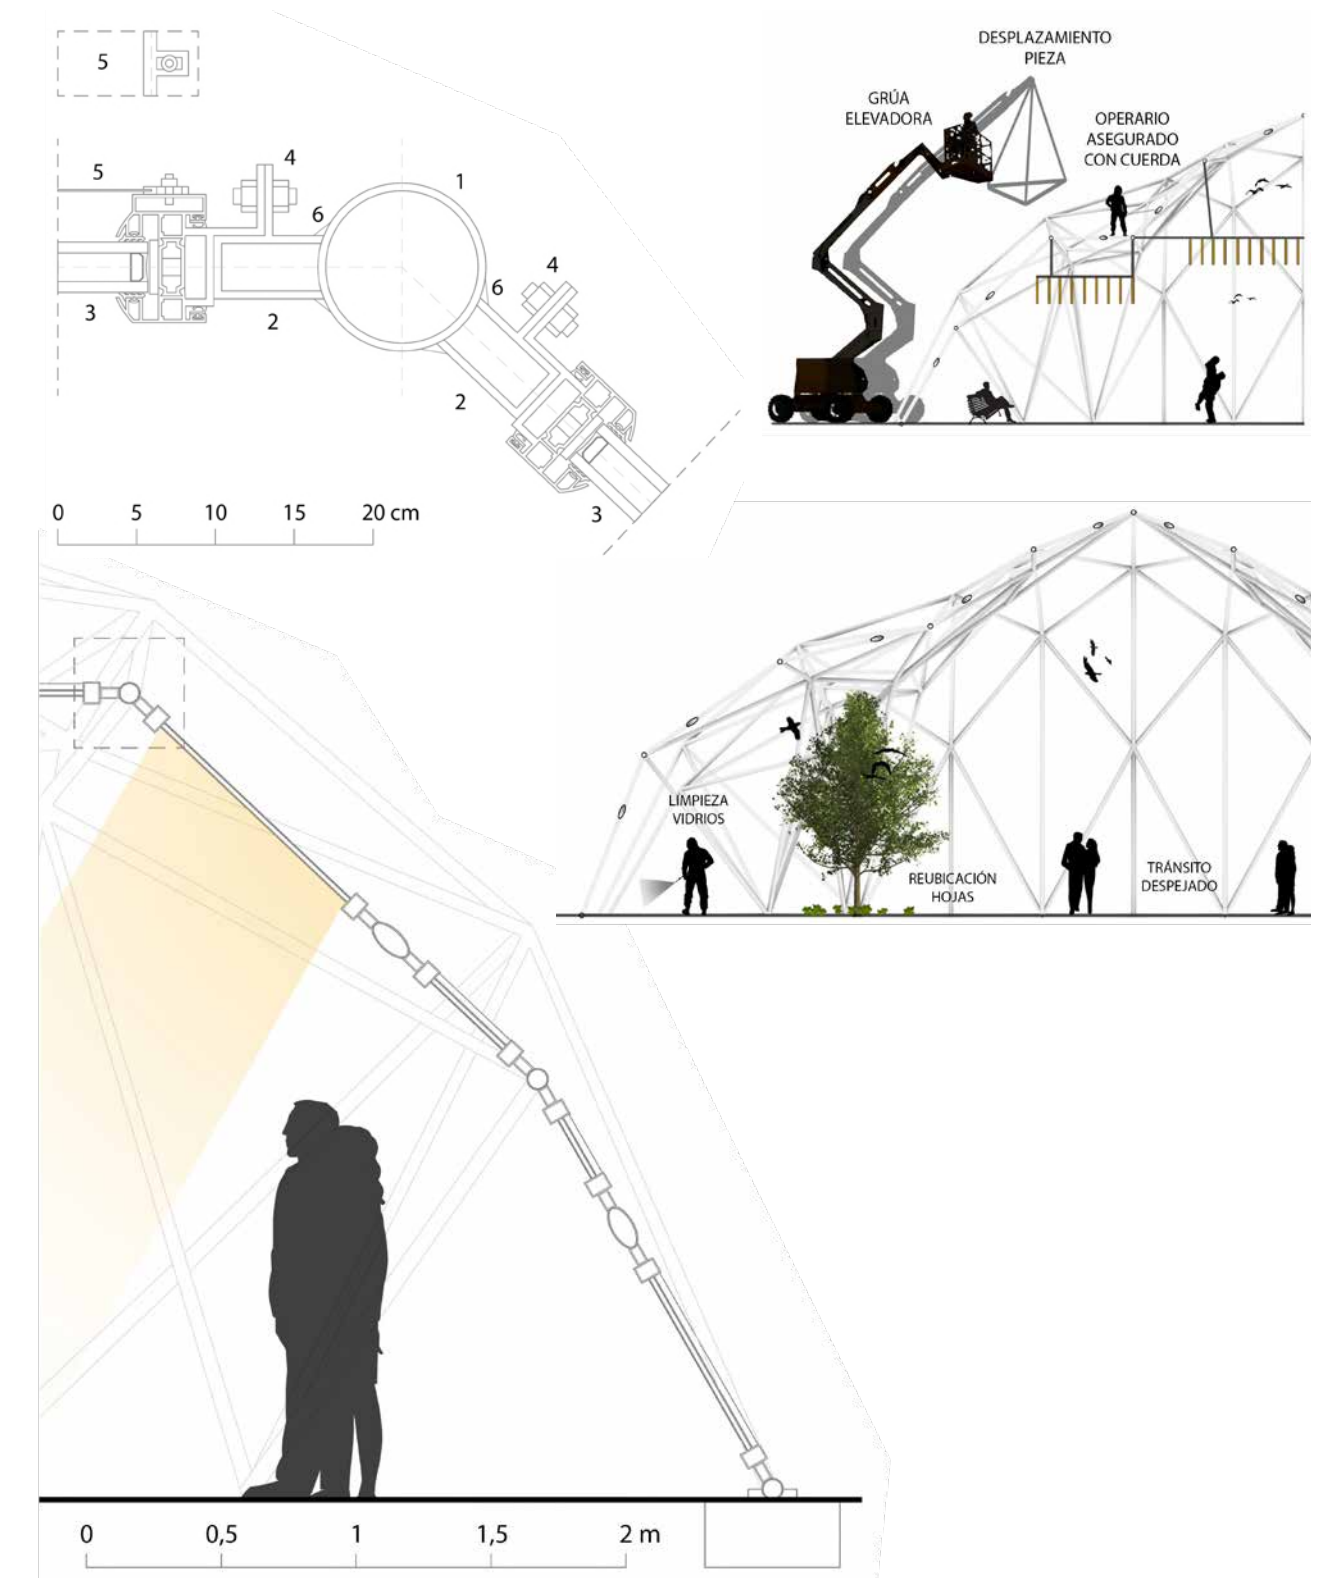 5
5
4
1
6
4
6
3
2
2
3
0 5 10 15 20 cm
DESPLAZAMIENTO
PIEZA
GRÚA
ELEVADORA
OPERARIO
ASEGURADO
CON CUERDA
LIMPIEZA
VIDRIOS
REUBICACIÓN
HOJAS
TRÁNSITO
DESPEJADO
0 0,5 1 1,5 2 m